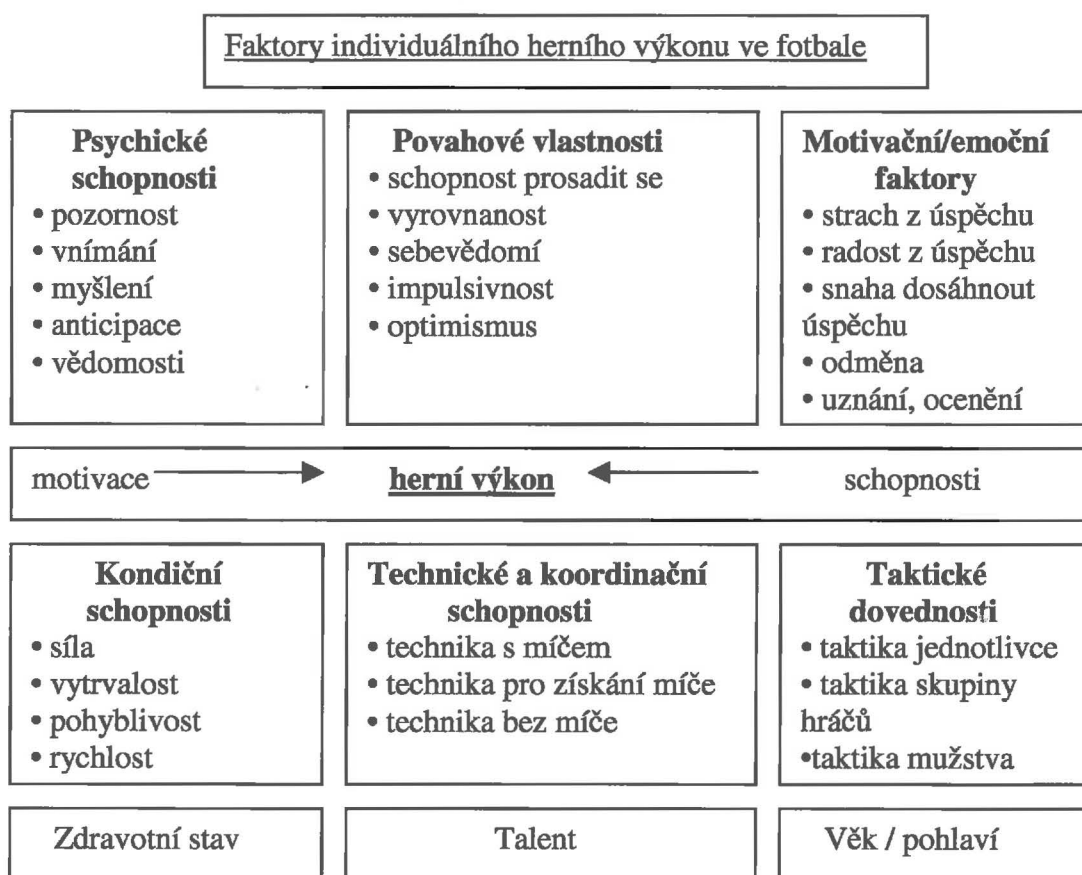 Faktory individuálního herního výkonu ve fotbale
Psychické
schopnosti
• pozornost
• vnímání
• myšlení
• anticipace
• vědomosti
Povahové vlastnosti
• schopnost prosadit se
• vyrovnanost
• sebevědomí
• impulsivnost
• optimismus
Motivační/emoční
faktory
• strach z úspěchu
• radost z úspěchu
• snaha dosáhnout
úspěchu
• odměna
• uznání, ocenění
motivace herní výkon schopnosti
Kondiční
schopnosti
• síla
• vytrvalost
• pohyblivost
• rychlost
Technické a koordinační
schopnosti
• technika s míčem
• technika pro získání míče
• technika bez míče
Taktické
dovednosti
• taktika jednotlivce
• taktika skupiny
hráčů
•taktika mužstva
Zdravotní stav
Talent
Věk / pohlaví